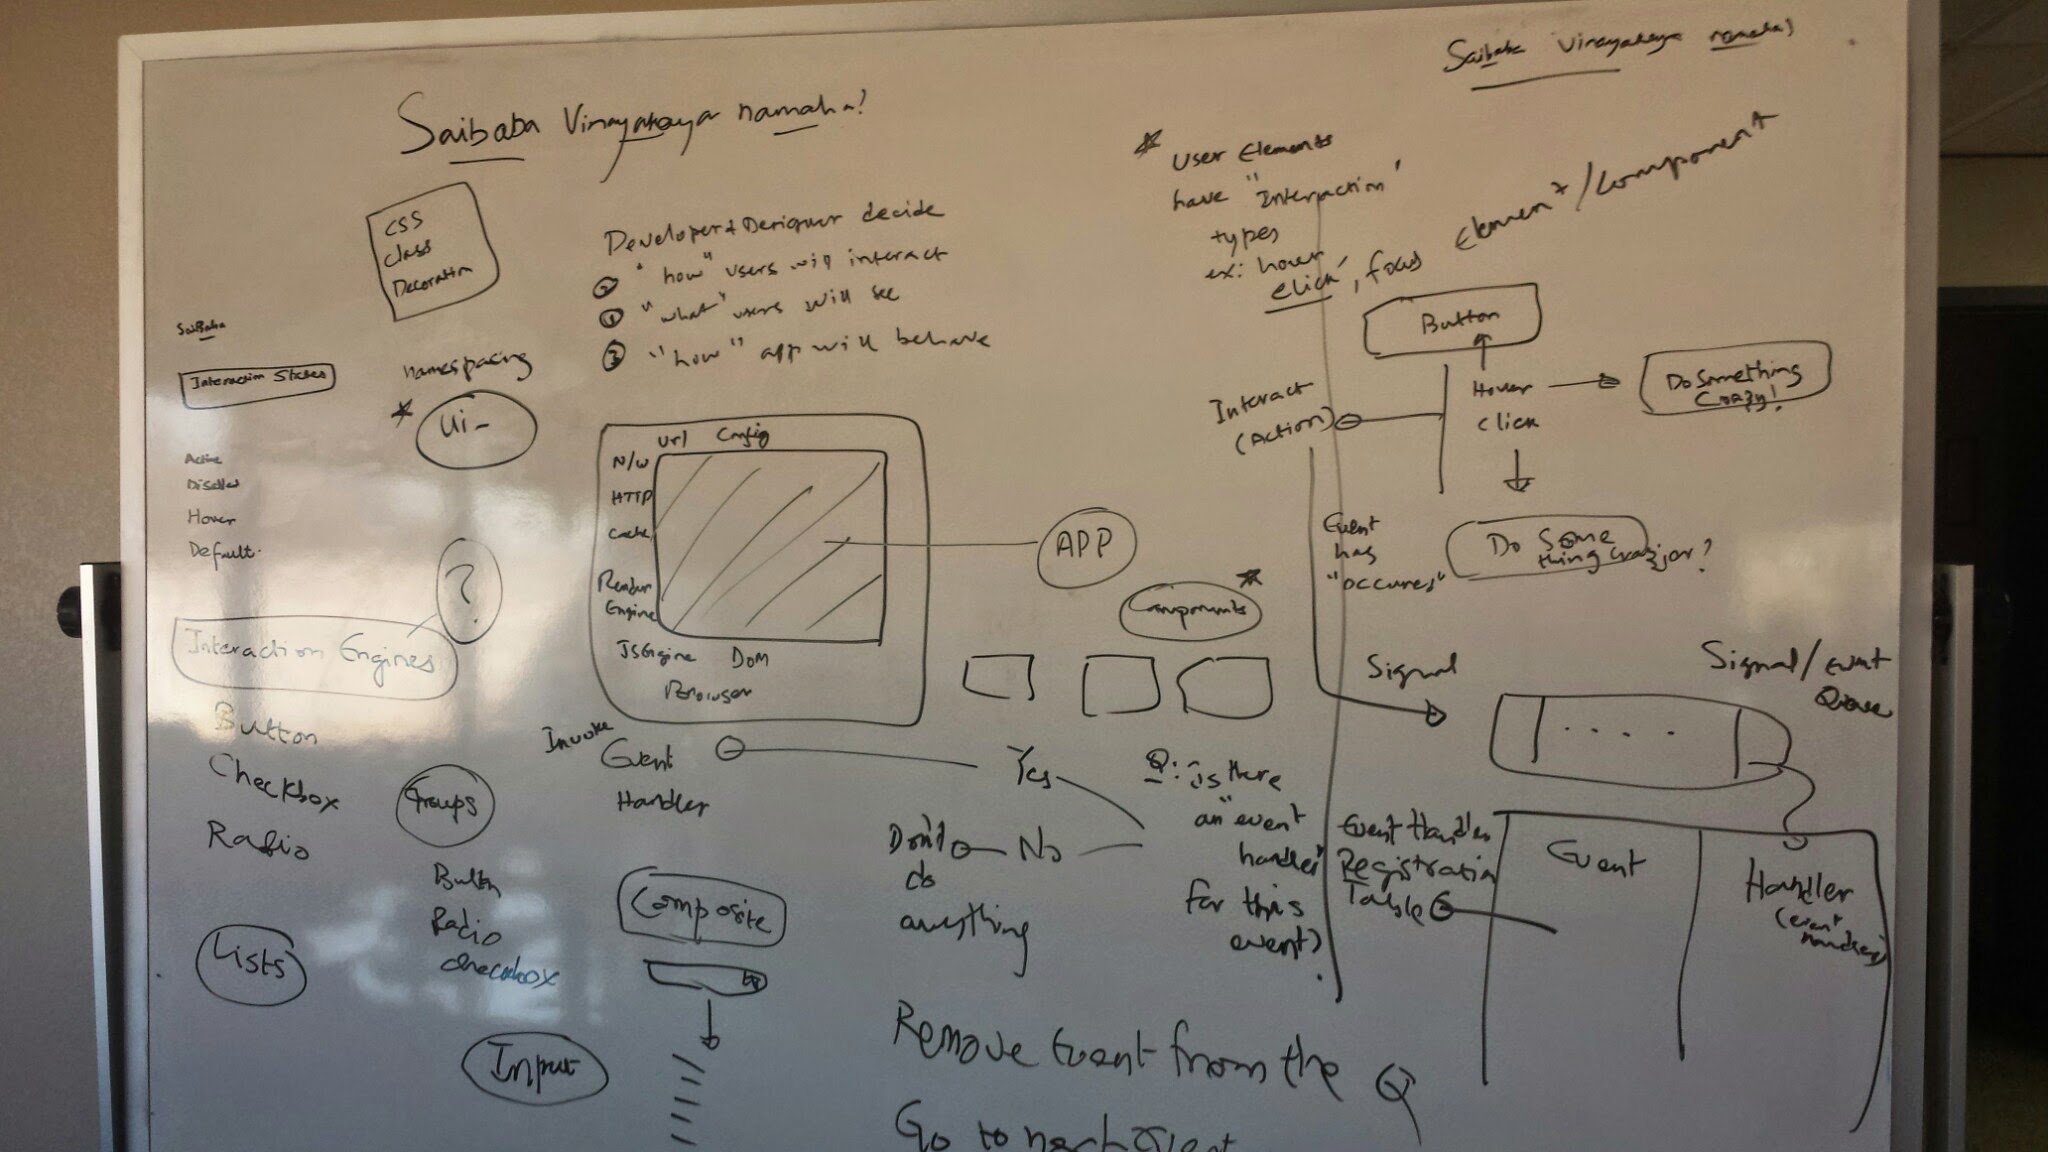 Saibaba Vinayakaya namaha!
Saibaba Vinayakaya namaha!
CSS
class
Decoration
Developer & Designer decide
② "how" users will interact
① "what" users will see
③ "how" app will behave
SaiBaba
Interaction States
Active
Disabled
Hover
Default.
namespacing
Ui-
?
Interaction Engines
Button
Checkbox
Radio
Lists
Groups
Button
Radio
checkbox
Input
Composite
Url Config
N/W
HTTP
Cache
Render
Engine
JSEngine DOM
Browser
APP
Components
Invoke
Event
Handler
Yes
No
Don't
do
anything
Q: is there
an "event
handler"
for this
event)
Remove Event from the Q
Go to next Event
User Elements
have "Interaction"
types
ex: hover
click, focus
Element/component
Button
Interact
(Action)
Hover
click
Do Something
Crazy!
Do Some
thing
Event
has
"occures"
Signal
Signal/event
Queue
Event Handler
Registration
Table
Event
Handler
(event
handler)